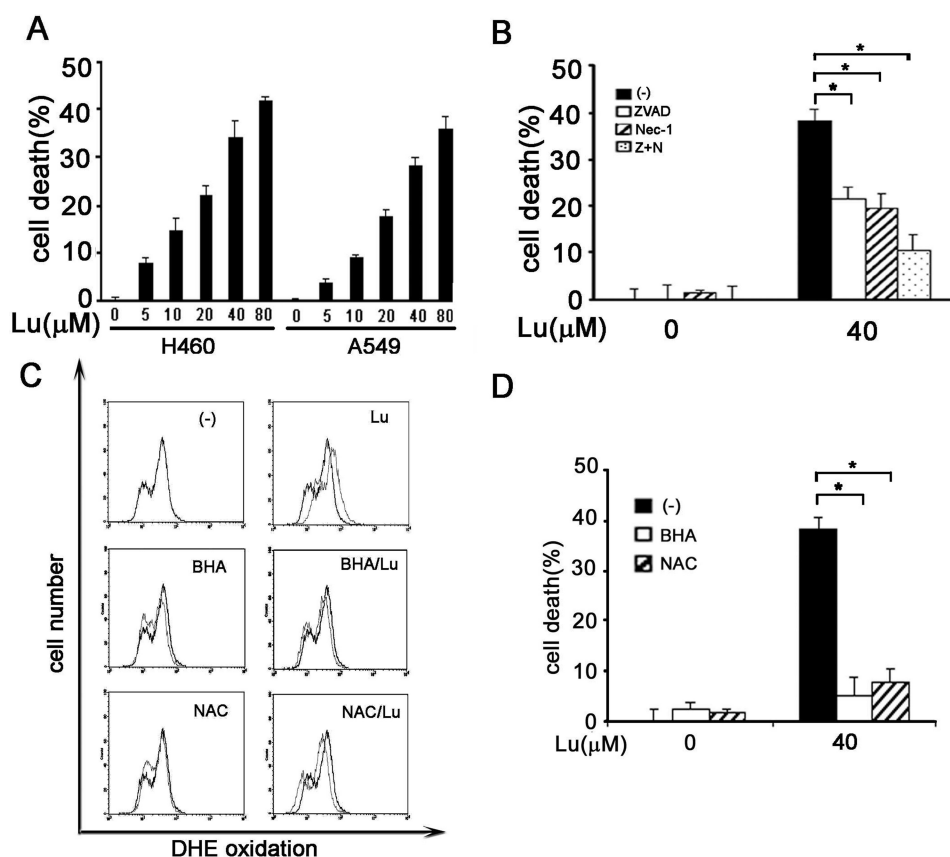 A
cell death(%)
50
40
30
20
10
0
0 5 10 20 40 80 0 5 10 20 40 80
Lu(μM)
H460 A549
B
cell death(%)
50
40
30
20
10
0
(-)
ZVAD
Nec-1
Z+N
*
*
*
Lu(μM) 0 40
C
cell number
(-) Lu
BHA BHA/Lu
NAC NAC/Lu
DHE oxidation
D
cell death(%)
50
40
30
20
10
0
(-)
BHA
NAC
*
*
Lu(μM) 0 40